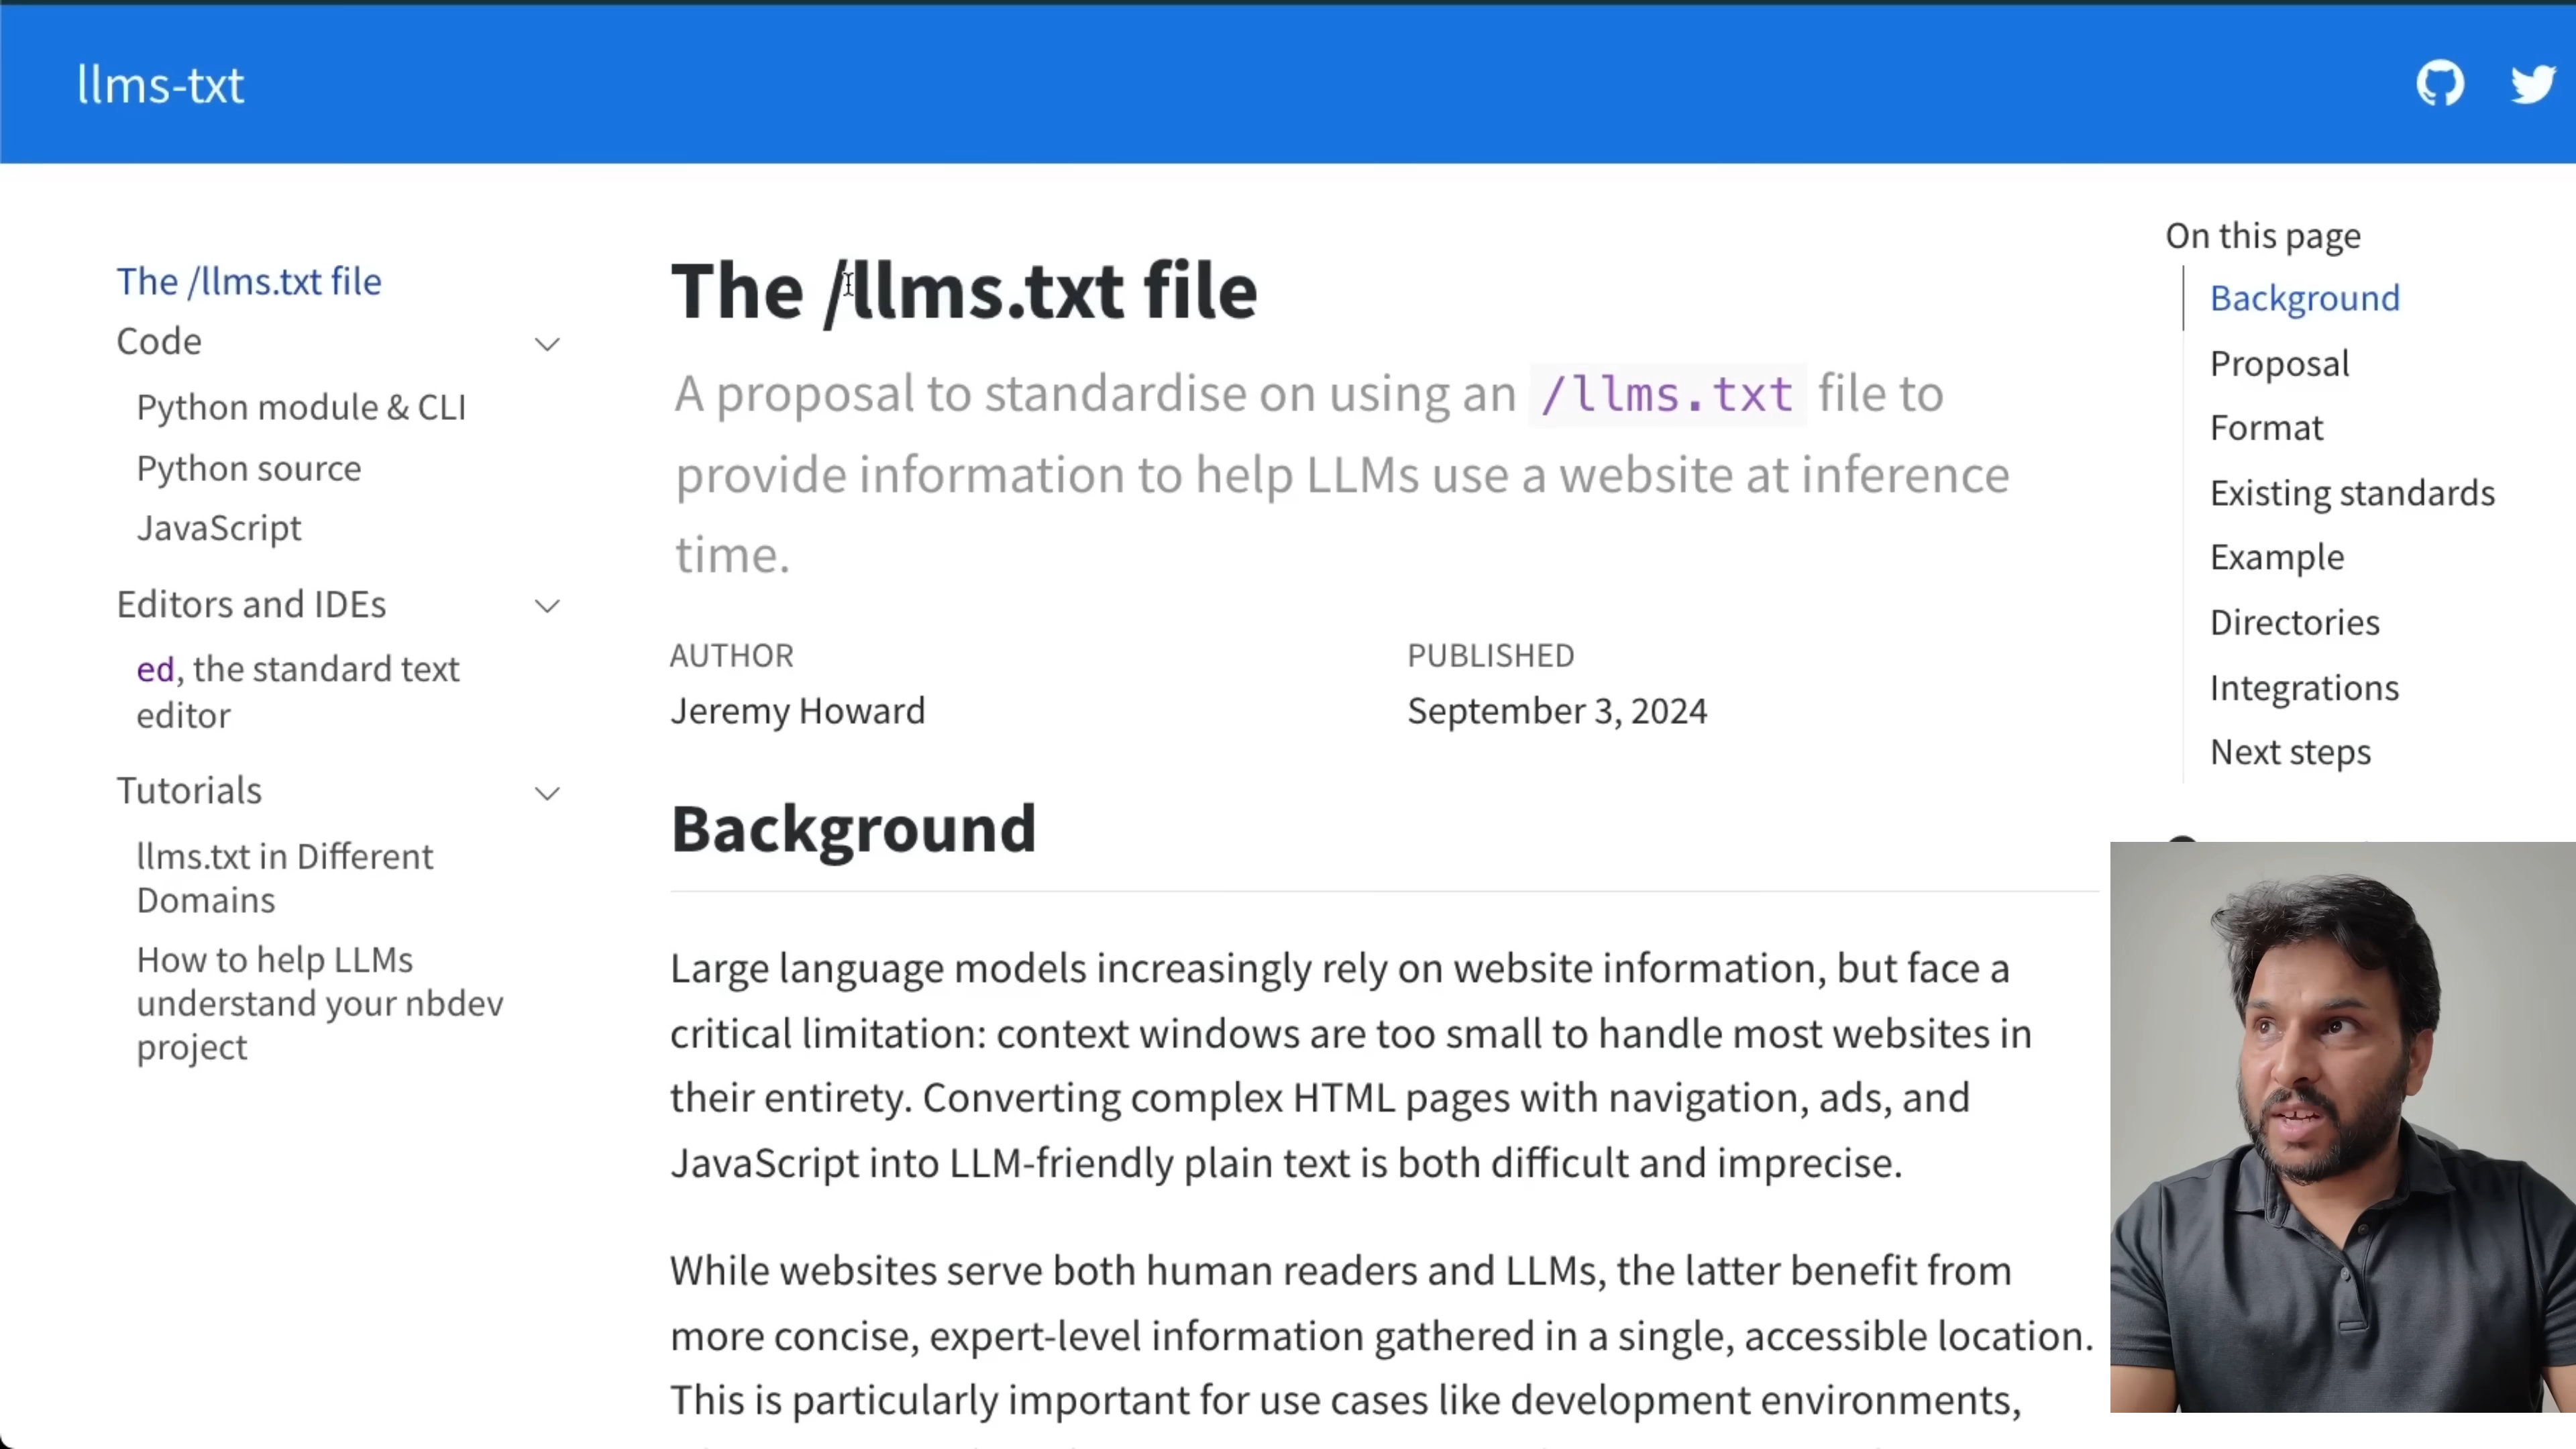 llms-txt
The /llms.txt file
Code
Python module & CLI
Python source
JavaScript
Editors and IDEs
ed, the standard text
editor
Tutorials
llms.txt in Different
Domains
How to help LLMs
understand your nbdev
project
The /llms.txt file
A proposal to standardise on using an /llms.txt file to
provide information to help LLMs use a website at inference
time.
AUTHOR
Jeremy Howard
PUBLISHED
September 3, 2024
Background
Large language models increasingly rely on website information, but face a
critical limitation: context windows are too small to handle most websites in
their entirety. Converting complex HTML pages with navigation, ads, and
JavaScript into LLM-friendly plain text is both difficult and imprecise.
While websites serve both human readers and LLMs, the latter benefit from
more concise, expert-level information gathered in a single, accessible location.
This is particularly important for use cases like development environments,
On this page
Background
Proposal
Format
Existing standards
Example
Directories
Integrations
Next steps